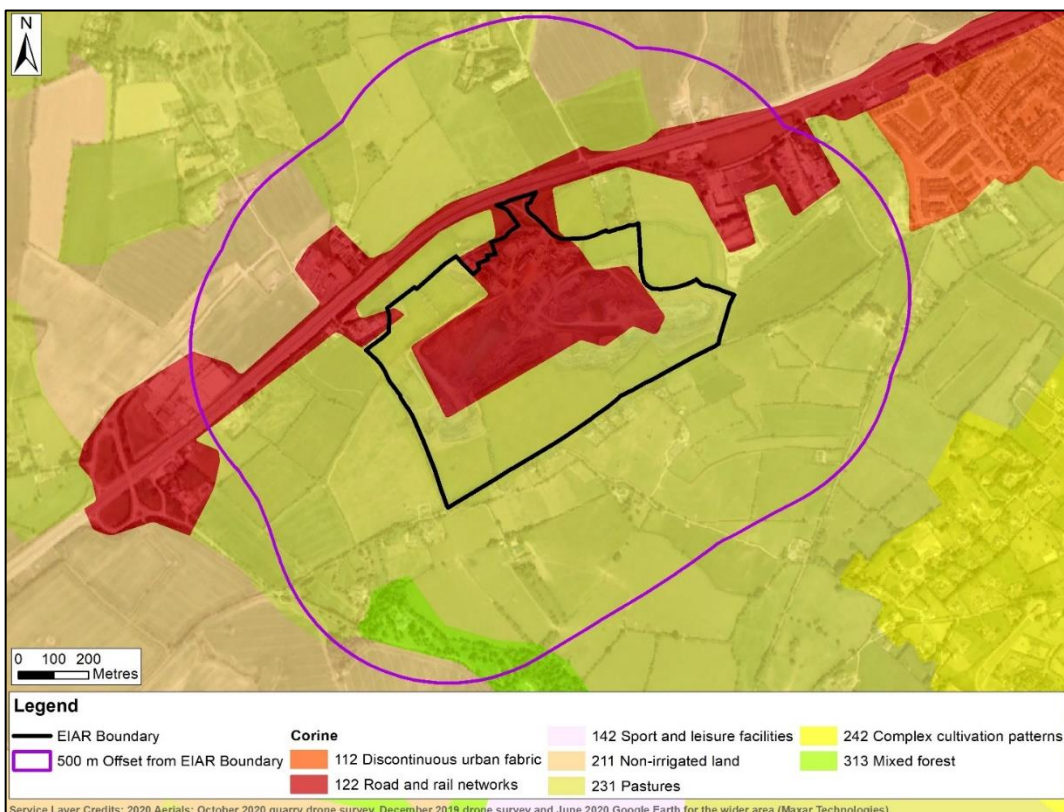 N
0 100 200
Metres
Legend
EIAR Boundary
500 m Offset from EIAR Boundary
Corine
112 Discontinuous urban fabric
122 Road and rail networks
142 Sport and leisure facilities
211 Non-irrigated land
231 Pastures
242 Complex cultivation patterns
313 Mixed forest
Service Layer Credits: 2020 Aerials: October 2020 quarry drone survey, December 2019 drone survey and June 2020 Google Earth for the wider area (Maxar Technologies)